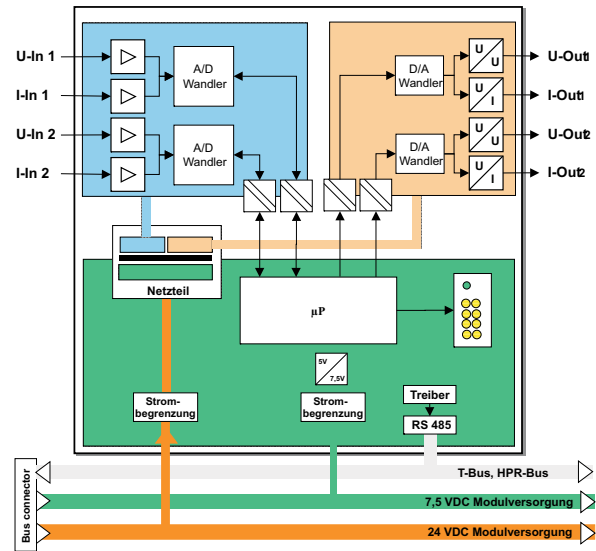 U-In 1
I-In 1
U-In 2
I-In 2
A/D
Wandler
A/D
Wandler
D/A
Wandler
D/A
Wandler
U
U
U
I
U
U
U
I
U-Out1
I-Out1
U-Out2
I-Out2
Netzteil
µP
5V
7,5V
Strom-
begrenzung
Strom-
begrenzung
Treiber
RS 485
Bus connector
T-Bus, HPR-Bus
7,5 VDC Modulversorgung
24 VDC Modulversorgung